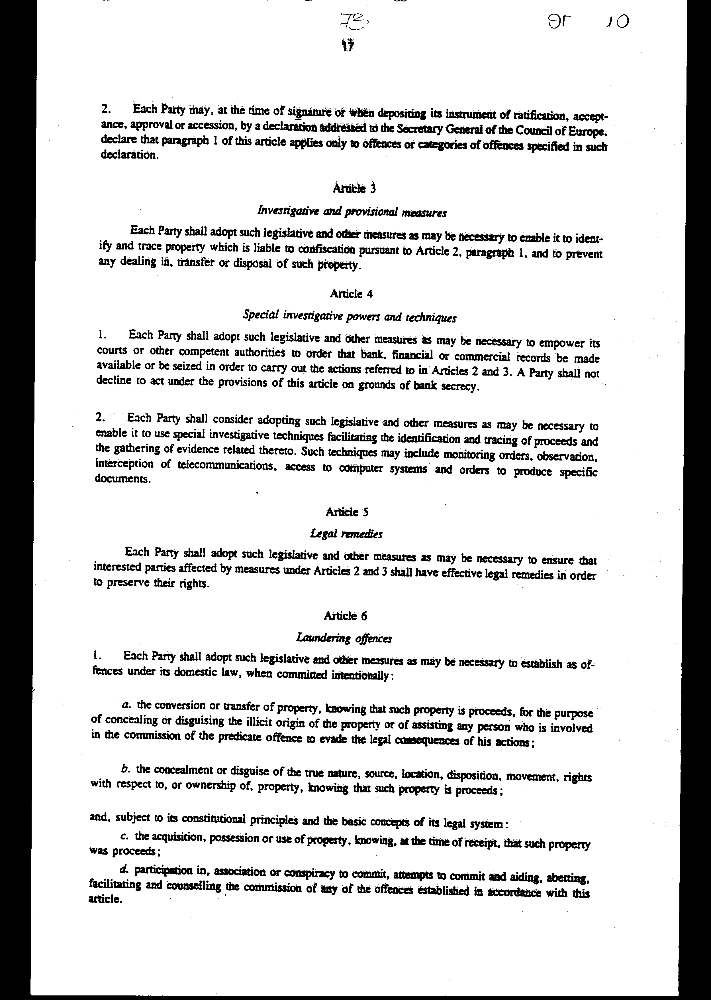 73
10
17
2. Each Party may, at the time of signature or when depositing its instrument of ratification, accept-
ance, approval or accession, by a declaration addressed to the Secretary General of the Council of Europe,
declare that paragraph 1 of this article applies only to offences or categories of offences specified in such
declaration.
Article 3
Investigative and provisional measures
Each Party shall adopt such legislative and other measures as may be necessary to enable it to ident-
ify and trace property which is liable to confiscation pursuant to Article 2, paragraph 1, and to prevent
any dealing in, transfer or disposal of such property.
Article 4
Special investigative powers and techniques
1. Each Party shall adopt such legislative and other measures as may be necessary to empower its
courts or other competent authorities to order that bank, financial or commercial records be made
available or be seized in order to carry out the actions referred to in Articles 2 and 3. A Party shall not
decline to act under the provisions of this article on grounds of bank secrecy.
2. Each Party shall consider adopting such legislative and other measures as may be necessary to
enable it to use special investigative techniques facilitating the identification and tracing of proceeds and
the gathering of evidence related thereto. Such techniques may include monitoring orders, observation,
interception of telecommunications, access to computer systems and orders to produce specific
documents.
Article 5
Legal remedies
Each Party shall adopt such legislative and other measures as may be necessary to ensure that
interested parties affected by measures under Articles 2 and 3 shall have effective legal remedies in order
to preserve their rights.
Article 6
Laundering offences
1. Each Party shall adopt such legislative and other measures as may be necessary to establish as of-
fences under its domestic law, when committed intentionally :
a. the conversion or transfer of property, knowing that such property is proceeds, for the purpose
of concealing or disguising the illicit origin of the property or of assisting any person who is involved
in the commission of the predicate offence to evade the legal consequences of his actions ;
b. the concealment or disguise of the true nature, source, location, disposition, movement, rights
with respect to, or ownership of, property, knowing that such property is proceeds ;
and, subject to its constitutional principles and the basic concepts of its legal system :
c. the acquisition, possession or use of property, knowing, at the time of receipt, that such property
was proceeds ;
d. participation in, association or conspiracy to commit, attempts to commit and aiding, abetting,
facilitating and counselling the commission of any of the offences established in accordance with this
article.